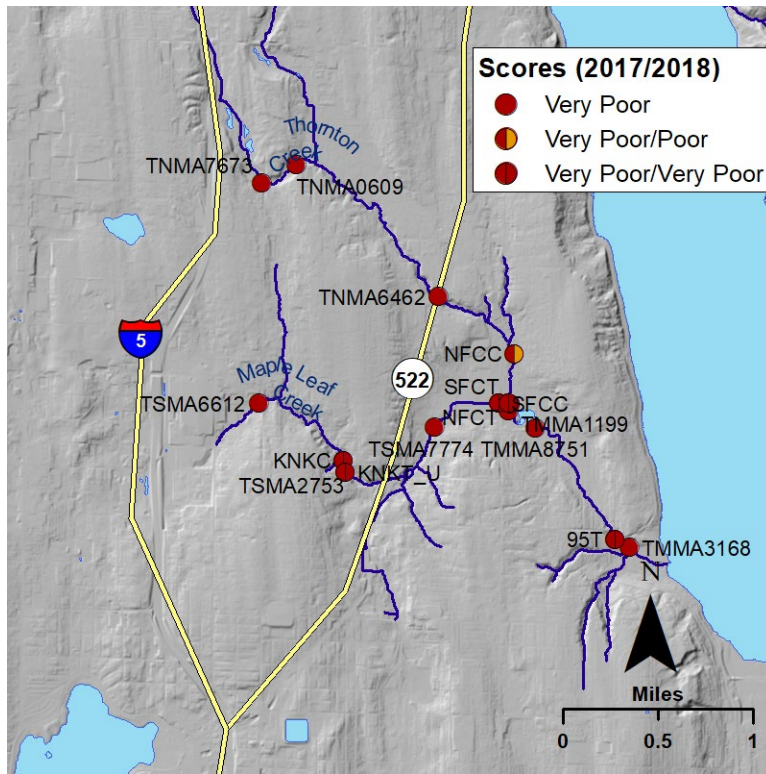 Scores (2017/2018)
Very Poor
Very Poor/Poor
Very Poor/Very Poor
Thornton
Creek
TNMA7673
TNMA0609
TNMA6462
5
NFCC
522
Maple Leaf
Creek
TSMA6612
SFCT
SFCC
NFCT
TMMA1199
TSMA7774
TMMA8751
KNKC
KNKT_U
TSMA2753
95T
TMMA3168
N
Miles
0
0.5
1